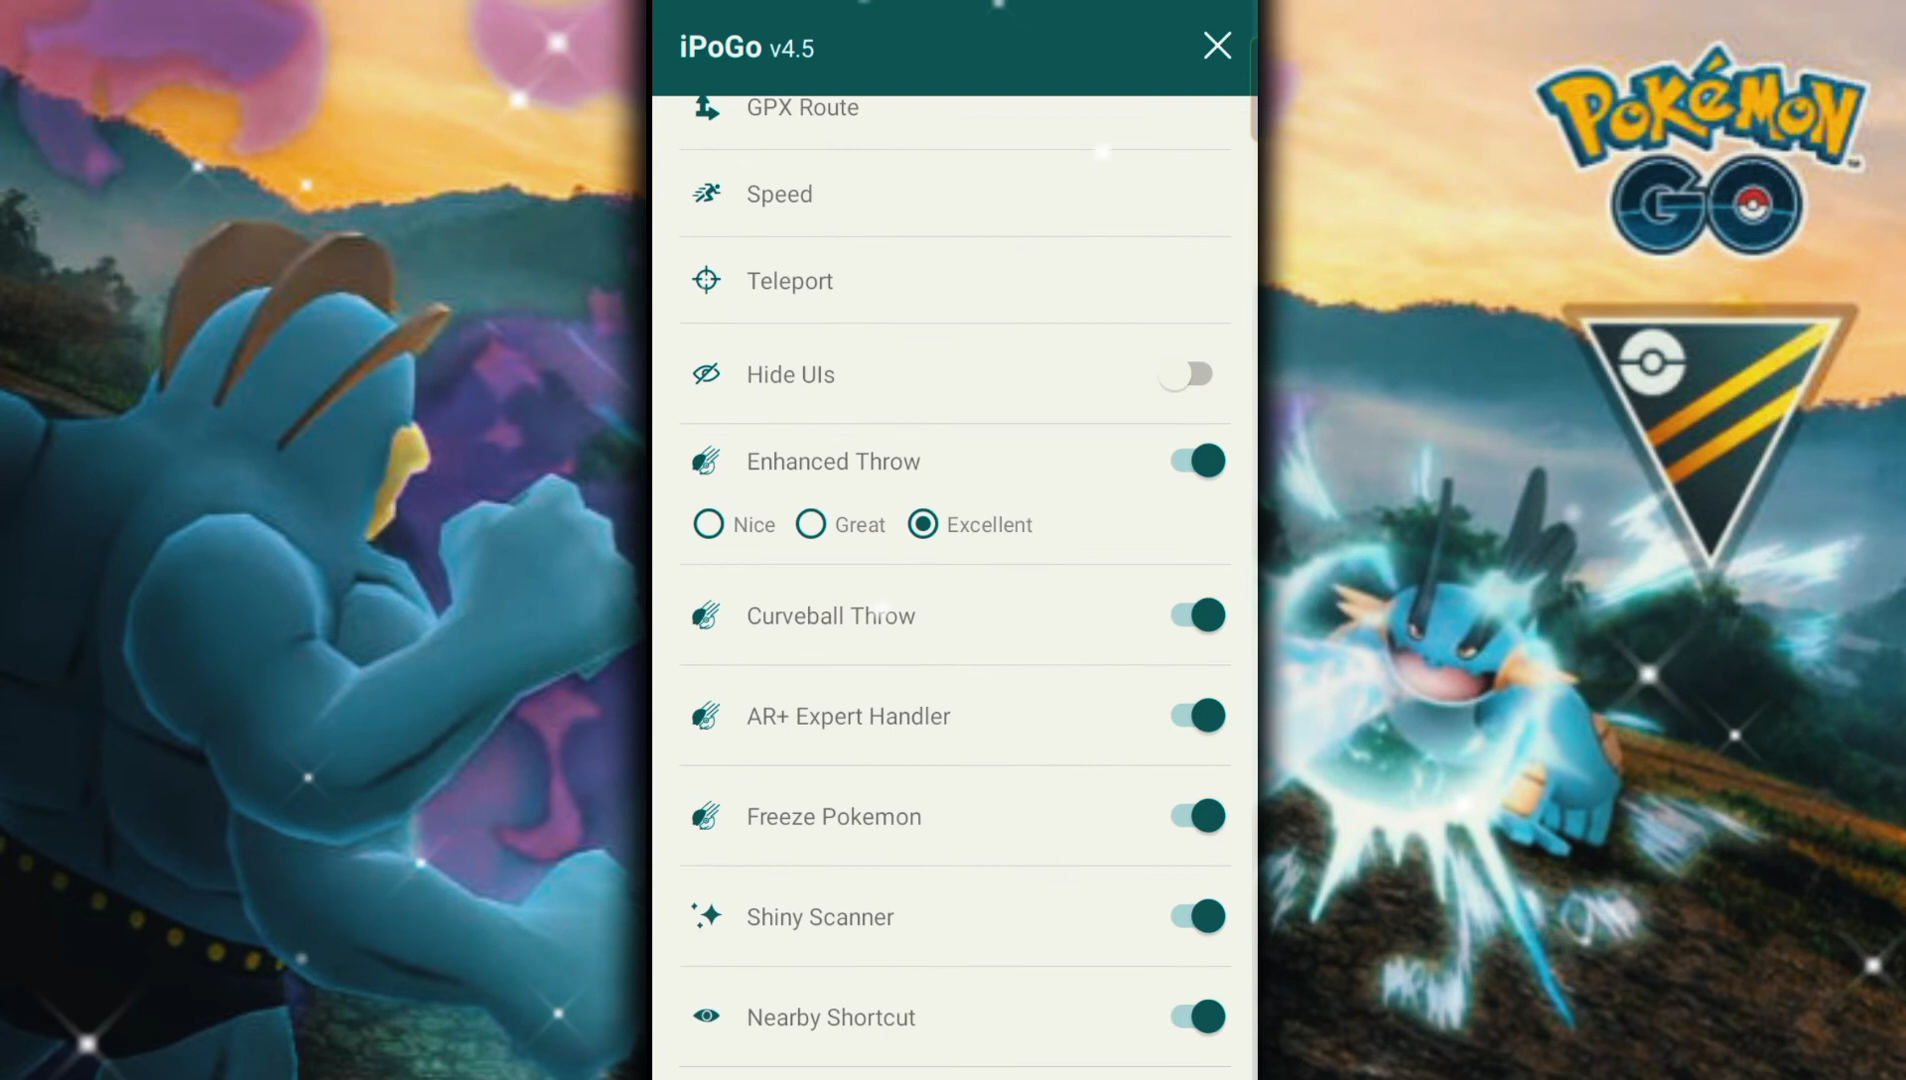 iPoGo v4.5
GPX Route
Speed
Teleport
Hide UIs
Enhanced Throw
Nice Great Excellent
Curveball Throw
AR+ Expert Handler
Freeze Pokemon
Shiny Scanner
Nearby Shortcut
POKÉMON
GO